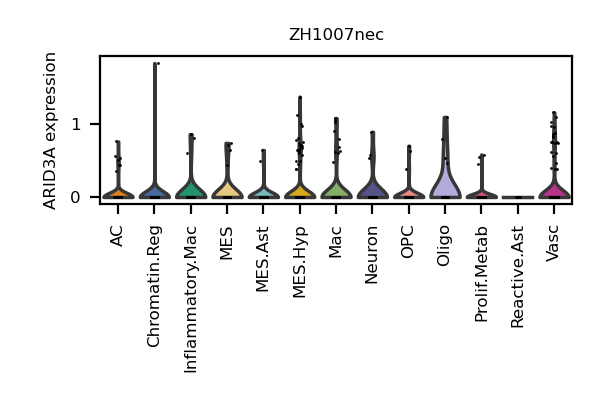 ZH1007nec
ARID3A expression
1
0
AC
Chromatin.Reg
Inflammatory.Mac
MES
MES.Ast
MES.Hyp
Mac
Neuron
OPC
Oligo
Prolif.Metab
Reactive.Ast
Vasc